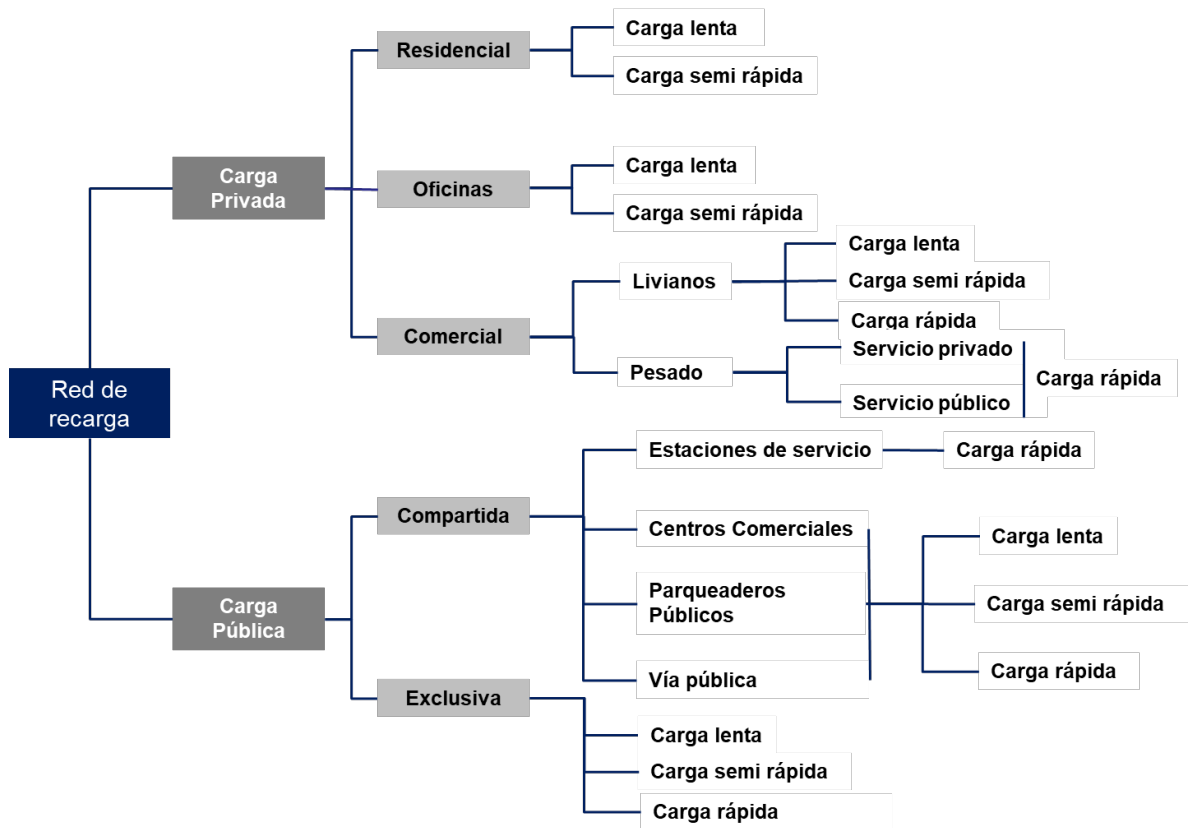 Red de
recarga
Carga
Privada
Residencial
Carga lenta
Carga semi rápida
Oficinas
Carga lenta
Carga semi rápida
Comercial
Livianos
Carga lenta
Carga semi rápida
Carga rápida
Pesado
Servicio privado
Servicio público
Carga rápida
Carga
Pública
Compartida
Estaciones de servicio
Carga rápida
Centros Comerciales
Parqueaderos
Públicos
Vía pública
Carga lenta
Carga semi rápida
Carga rápida
Exclusiva
Carga lenta
Carga semi rápida
Carga rápida